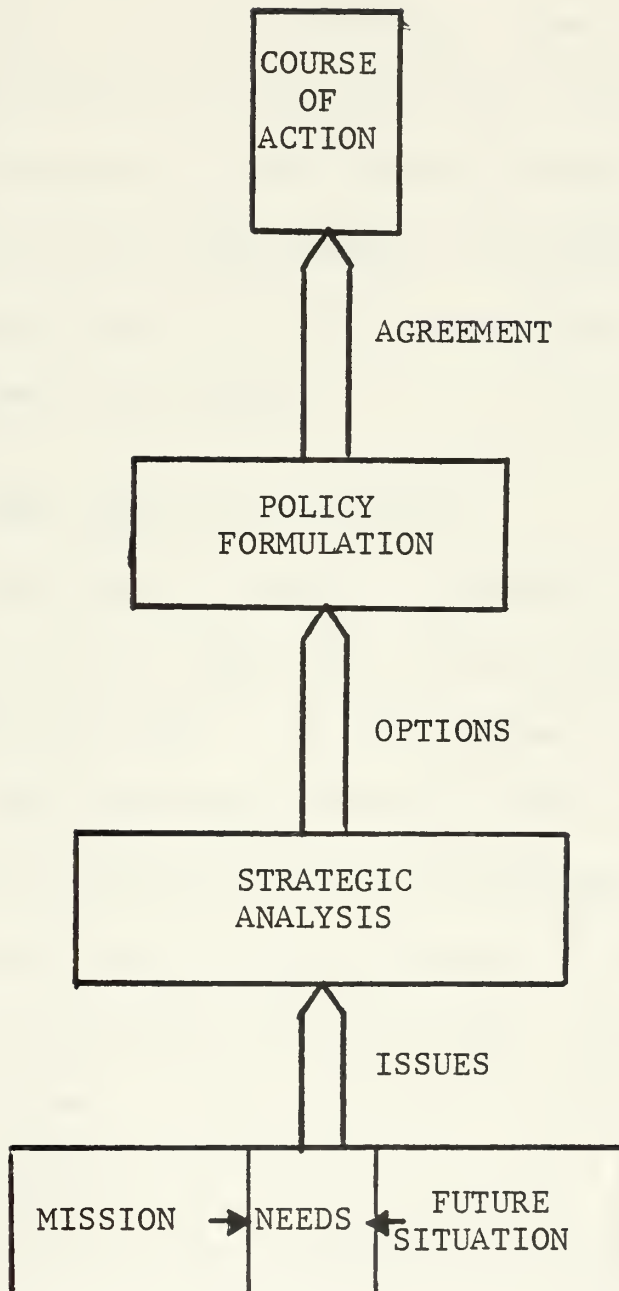 COURSE
OF
ACTION
AGREEMENT
POLICY
FORMULATION
OPTIONS
STRATEGIC
ANALYSIS
ISSUES
MISSION
NEEDS
FUTURE
SITUATION